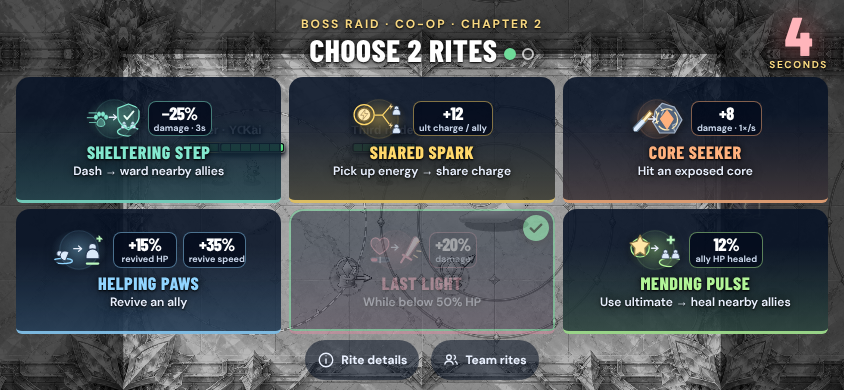 BOSS RAID · CO-OP · CHAPTER 2
CHOOSE 2 RITES
4
SECONDS
-25%
damage · 3s
SHELTERING STEP
Dash → ward nearby allies
+12
ult charge / ally
SHARED SPARK
Pick up energy → share charge
+8
damage · 1×/s
CORE SEEKER
Hit an exposed core
+15%
revived HP
+35%
revive speed
HELPING PAWS
Revive an ally
+20%
damage
LAST LIGHT
While below 50% HP
12%
ally HP healed
MENDING PULSE
Use ultimate → heal nearby allies
Rite details
Team rites